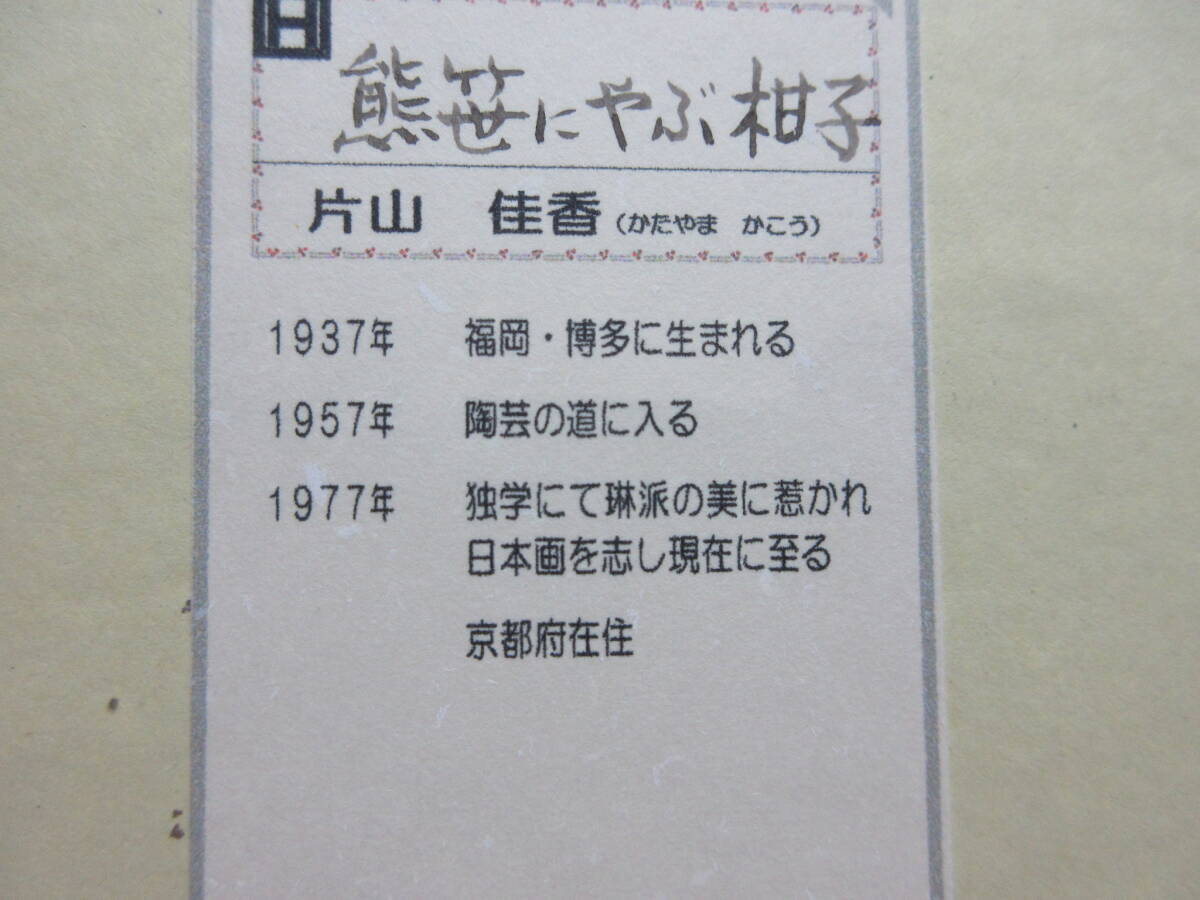 熊笹にやぶ柑子
片山 佳香 (かたやま かこう)
1937年 福岡・博多に生まれる
1957年 陶芸の道に入る
1977年 独学にて琳派の美に惹かれ
日本画を志し現在に至る
京都府在住